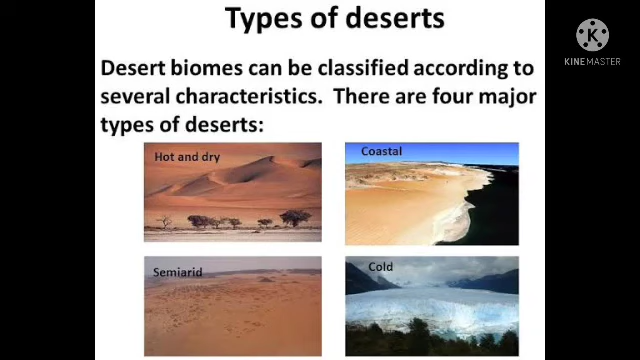 Types of deserts
K
KINEMASTER
Desert biomes can be classified according to
several characteristics. There are four major
types of deserts:
Hot and dry
Coastal
Semiarid
Cold